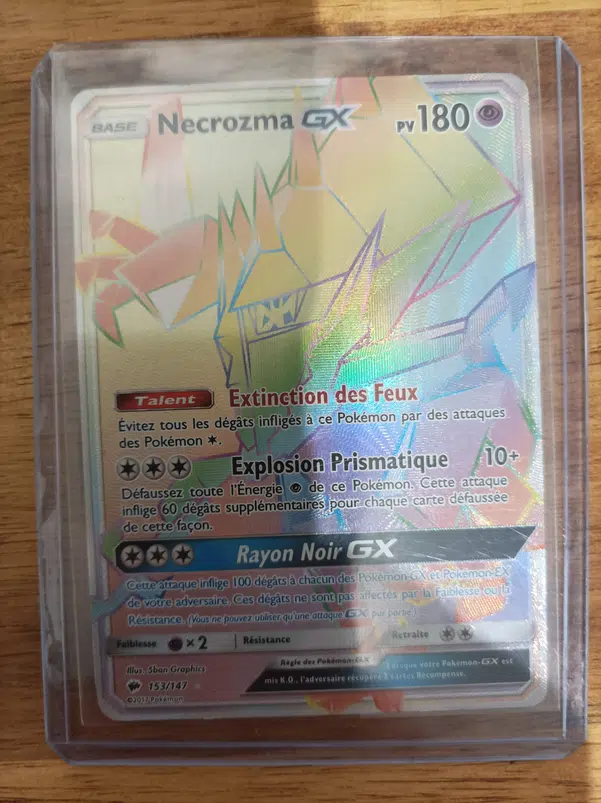 BASE Necrozma GX PV 180
Talent Extinction des Feux
Évitez tous les dégâts infligés à ce Pokémon par des attaques
des Pokémon.
Explosion Prismatique 10+
Défaussez toute l'Énergie de ce Pokémon. Cette attaque
inflige 60 dégâts supplémentaires pour chaque carte défaussée
de cette façon.
Rayon Noir GX
Cette attaque inflige 100 dégâts à chacun des Pokémon-GX et Pokémon-EX
de votre adversaire. Ces dégâts ne sont pas affectés par la Faiblesse ou la
Résistance. (Vous ne pouvez utiliser qu'une attaque GX par partie.)
Faiblesse ×2 Résistance Retraite
Illus. 5ban Graphics
Règle des Pokémon-GX Lorsque votre Pokémon-GX est
mis K.O., l'adversaire récupère 2 cartes Récompense.
153/147
©2017 Pokémon